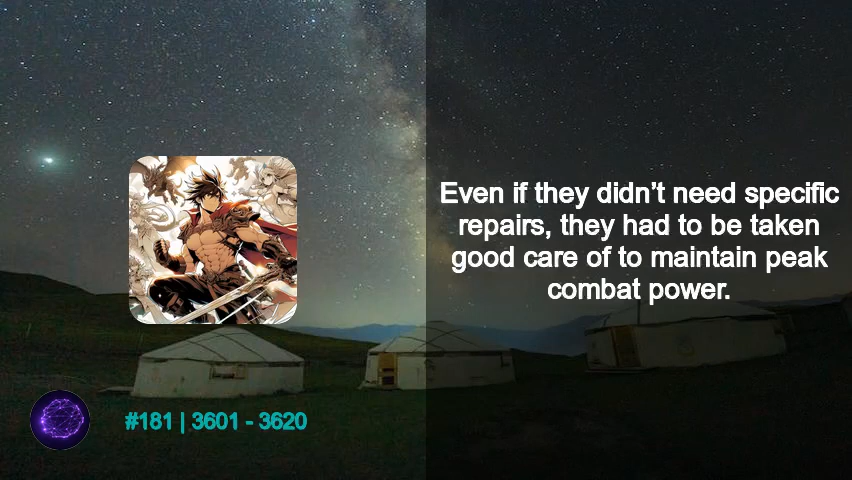 Even if they didn’t need specific
repairs, they had to be taken
good care of to maintain peak
combat power.
#181 | 3601 - 3620